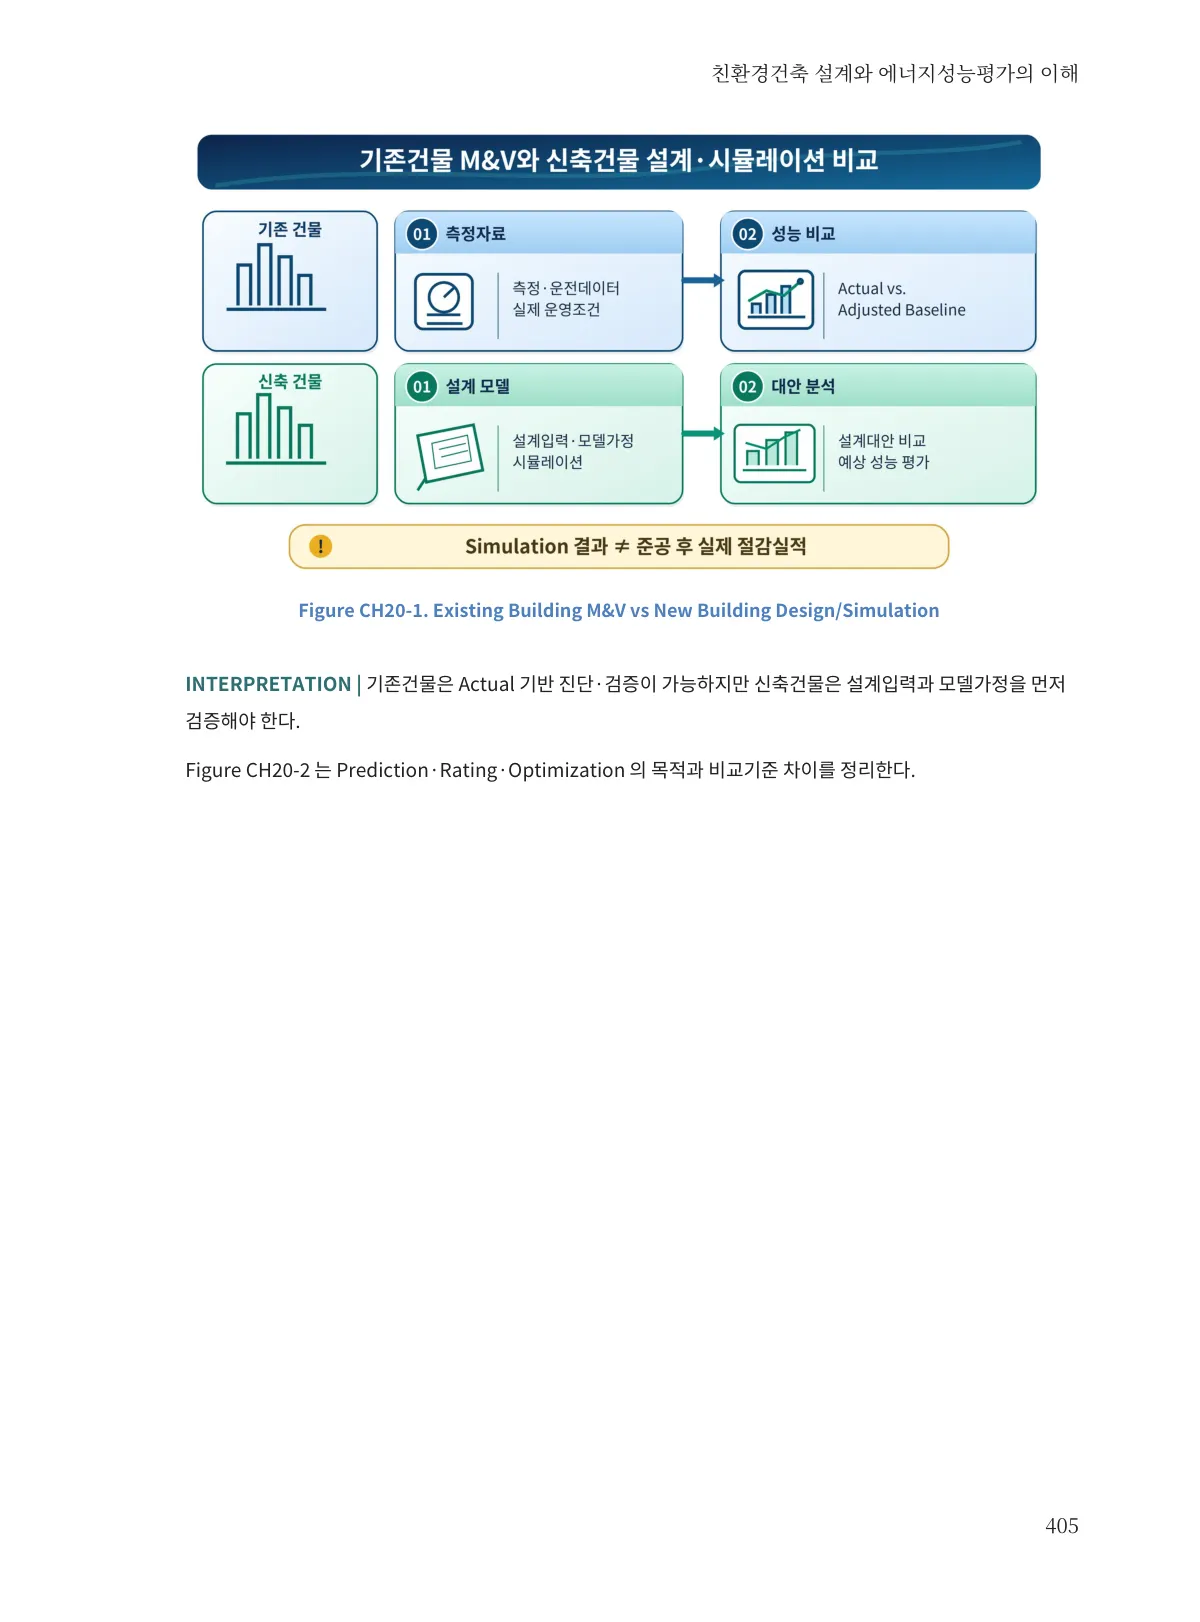 친환경건축 설계와 에너지성능평가의 이해
기존건물 M&V와 신축건물 설계·시뮬레이션 비교
기존 건물
01 측정자료
측정·운전데이터
실제 운영조건
02 성능 비교
Actual vs.
Adjusted Baseline
신축 건물
01 설계 모델
설계입력·모델가정
시뮬레이션
02 대안 분석
설계대안 비교
예상 성능 평가
! Simulation 결과 ≠ 준공 후 실제 절감실적
Figure CH20-1. Existing Building M&V vs New Building Design/Simulation
INTERPRETATION | 기존건물은 Actual 기반 진단·검증이 가능하지만 신축건물은 설계입력과 모델가정을 먼저
검증해야 한다.
Figure CH20-2 는 Prediction·Rating·Optimization 의 목적과 비교기준 차이를 정리한다.
405